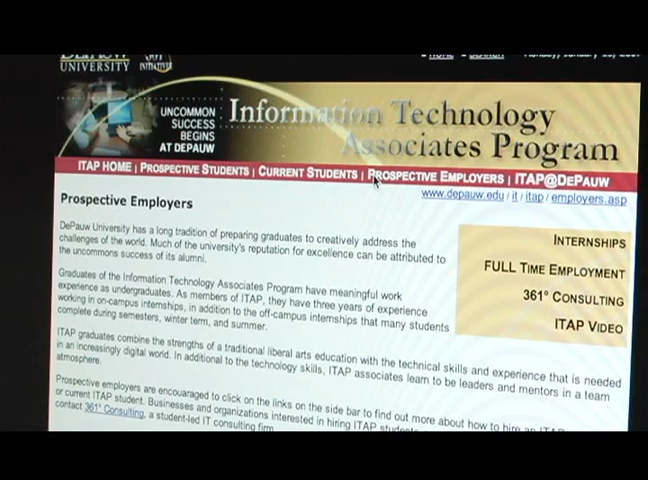 UNIVERSITY
INITIATIVES
UNCOMMON
SUCCESS
BEGINS
AT DEPAUW
Information Technology
Associates Program
ITAP HOME | PROSPECTIVE STUDENTS | CURRENT STUDENTS | PROSPECTIVE EMPLOYERS | ITAP@DEPAUW
www.depauw.edu / it / itap / employers.asp
Prospective Employers
DePauw University has a long tradition of preparing graduates to creatively address the
challenges of the world. Much of the university's reputation for excellence can be attributed to
the uncommon success of its alumni.
INTERNSHIPS
FULL TIME EMPLOYMENT
361° CONSULTING
ITAP VIDEO
Graduates of the Information Technology Associates Program have meaningful work
experience as undergraduates. As members of ITAP, they have three years of experience
working in on-campus internships, in addition to the off-campus internships that many students
complete during semesters, winter term, and summer.
ITAP graduates combine the strengths of a traditional liberal arts education with the technical skills and experience that is needed
in an increasingly digital world. In additional to the technology skills, ITAP associates learn to be leaders and mentors in a team
atmosphere.
Prospective employers are encouraged to click on the links on the side bar to find out more about how to hire an ITAP
or current ITAP student. Businesses and organizations interested in hiring ITAP
contact 361° Consulting, a student-led IT consulting firm